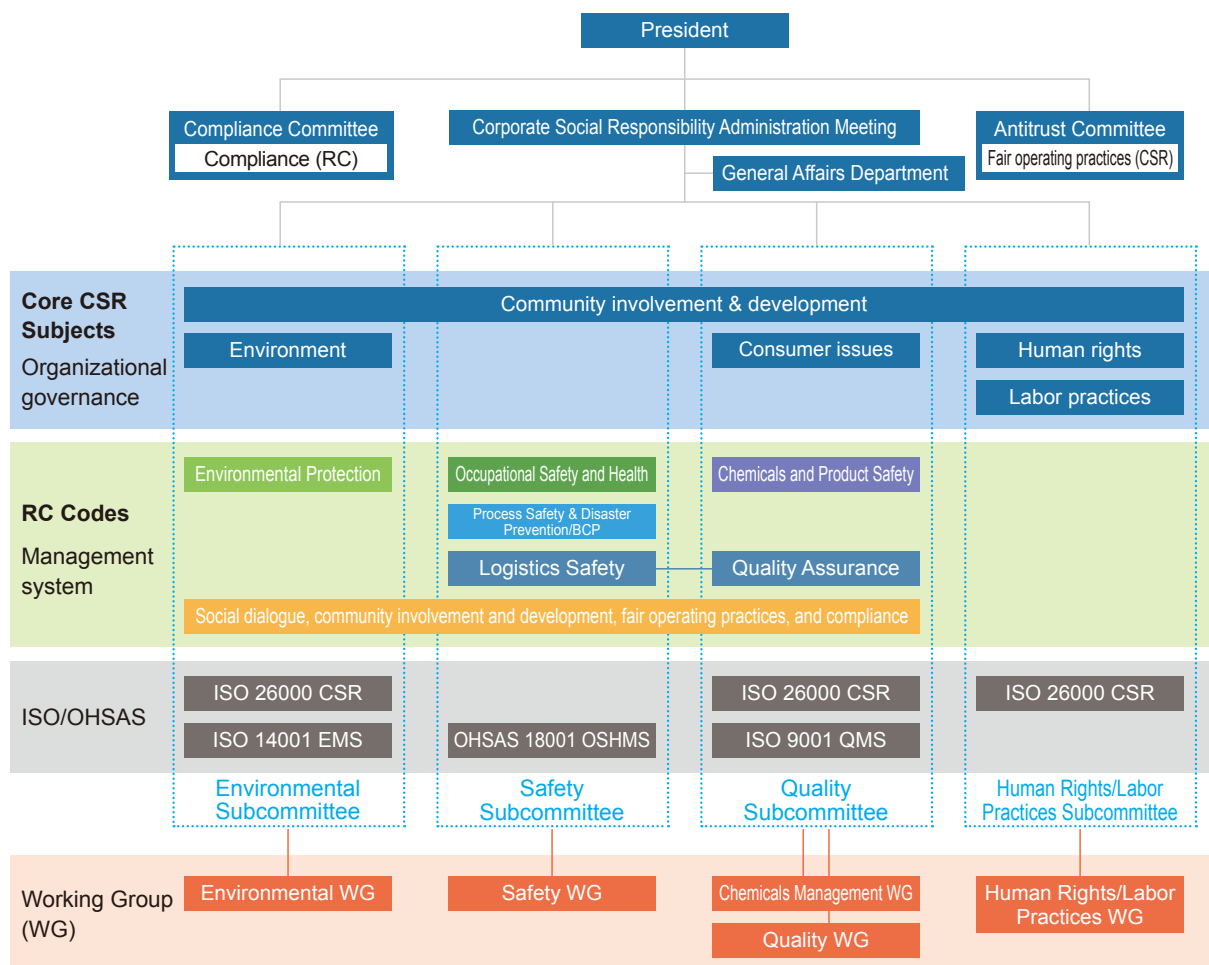 President
Compliance Committee
Compliance (RC)
Corporate Social Responsibility Administration Meeting
Antitrust Committee
Fair operating practices (CSR)
General Affairs Department
Core CSR
Subjects
Organizational
governance
Community involvement & development
Environment
Consumer issues
Human rights
Labor practices
RC Codes
Management
system
Environmental Protection
Occupational Safety and Health
Chemicals and Product Safety
Process Safety & Disaster
Prevention/BCP
Logistics Safety
Quality Assurance
Social dialogue, community involvement and development, fair operating practices, and compliance
ISO/OHSAS
ISO 26000 CSR
ISO 26000 CSR
ISO 26000 CSR
ISO 14001 EMS
OHSAS 18001 OSHMS
ISO 9001 QMS
Environmental
Subcommittee
Safety
Subcommittee
Quality
Subcommittee
Human Rights/Labor
Practices Subcommittee
Working Group
(WG)
Environmental WG
Safety WG
Chemicals Management WG
Quality WG
Human Rights/Labor
Practices WG